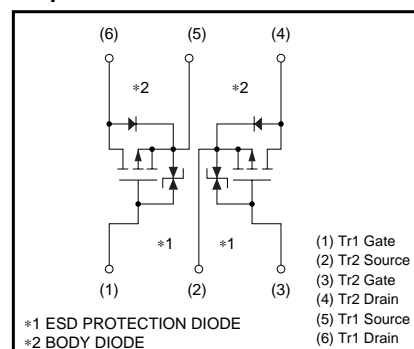 (6) (5) (4)
∗2 ∗2
∗1 ∗1
(1) (2) (3)
(1) Tr1 Gate
(2) Tr2 Source
(3) Tr2 Gate
(4) Tr2 Drain
(5) Tr1 Source
(6) Tr1 Drain
∗1 ESD PROTECTION DIODE
∗2 BODY DIODE